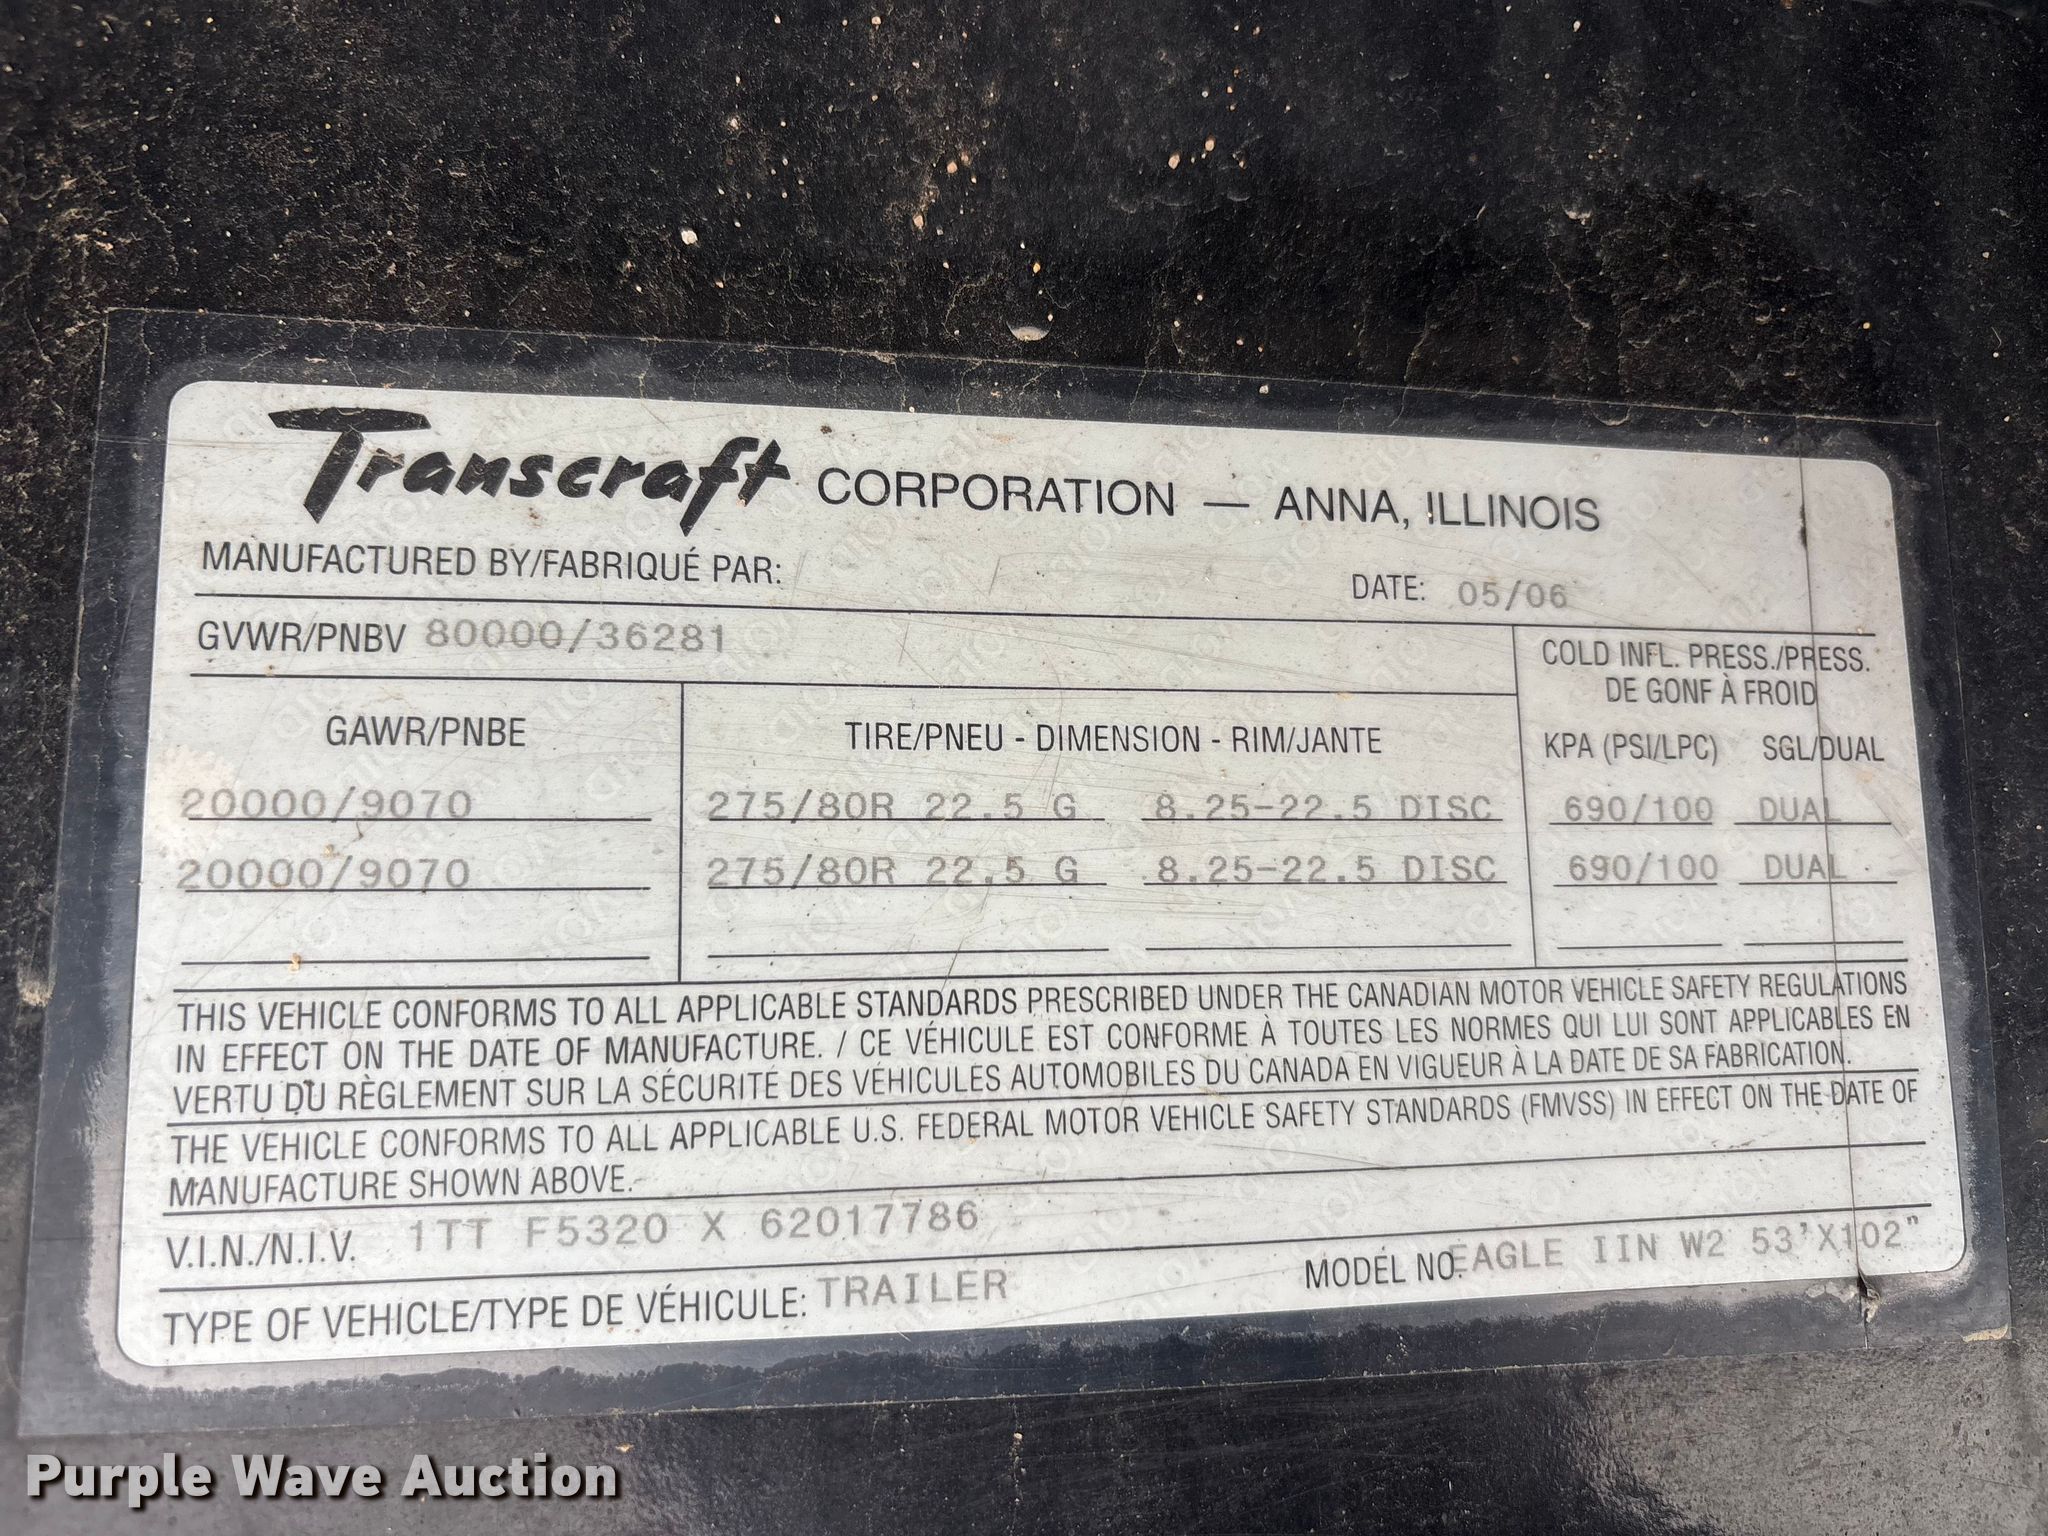 Transcraft CORPORATION — ANNA, ILLINOIS
MANUFACTURED BY/FABRIQUÉ PAR: DATE: 05/06
GVWR/PNBV 80000/36281
COLD INFL. PRESS./PRESS.
DE GONF À FROID
GAWR/PNBE TIRE/PNEU - DIMENSION - RIM/JANTE KPA (PSI/LPC) SGL/DUAL
20000/9070 275/80R 22.5 G 8.25-22.5 DISC 690/100 DUAL
20000/9070 275/80R 22.5 G 8.25-22.5 DISC 690/100 DUAL
THIS VEHICLE CONFORMS TO ALL APPLICABLE STANDARDS PRESCRIBED UNDER THE CANADIAN MOTOR VEHICLE SAFETY REGULATIONS
IN EFFECT ON THE DATE OF MANUFACTURE. / CE VÉHICULE EST CONFORME À TOUTES LES NORMES QUI LUI SONT APPLICABLES EN
VERTU DU RÈGLEMENT SUR LA SÉCURITÉ DES VÉHICULES AUTOMOBILES DU CANADA EN VIGUEUR À LA DATE DE SA FABRICATION.
THE VEHICLE CONFORMS TO ALL APPLICABLE U.S. FEDERAL MOTOR VEHICLE SAFETY STANDARDS (FMVSS) IN EFFECT ON THE DATE OF
MANUFACTURE SHOWN ABOVE.
V.I.N./N.I.V. 1TT F5320 X 62017786
TYPE OF VEHICLE/TYPE DE VÉHICULE: TRAILER MODEL NO. EAGLE IIN W2 53'X102"
Purple Wave Auction